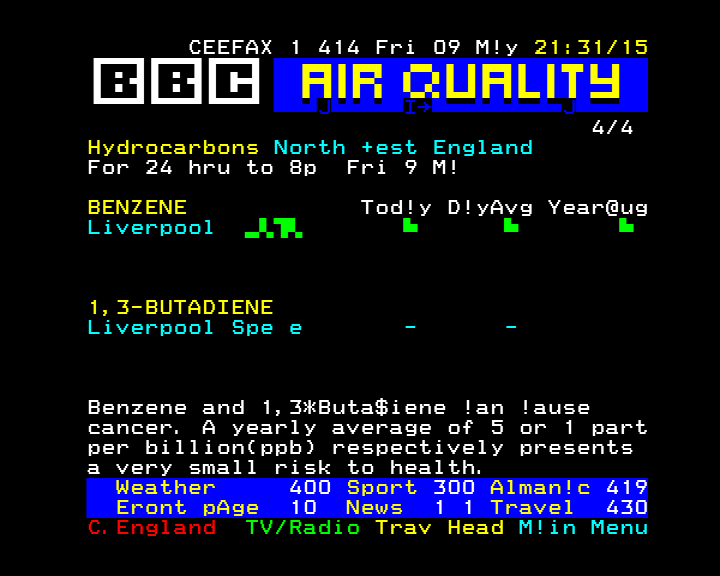 CEEFAX 1 414 Fri 09 M!y 21:31/15
BBC AIR QUALITY
J I→ J
4/4
Hydrocarbons North +est England
For 24 hru to 8p Fri 9 M!
BENZENE Tod!y D!yAvg Year@ug
Liverpool
1,3-BUTADIENE
Liverpool Spe e - -
Benzene and 1,3*Buta$iene !an !ause
cancer. A yearly average of 5 or 1 part
per billion(ppb) respectively presents
a very small risk to health.
Weather 400 Sport 300 Alman!c 419
Eront pAge 10 News 1 1 Travel 430
C. England TV/Radio Trav Head M!in Menu